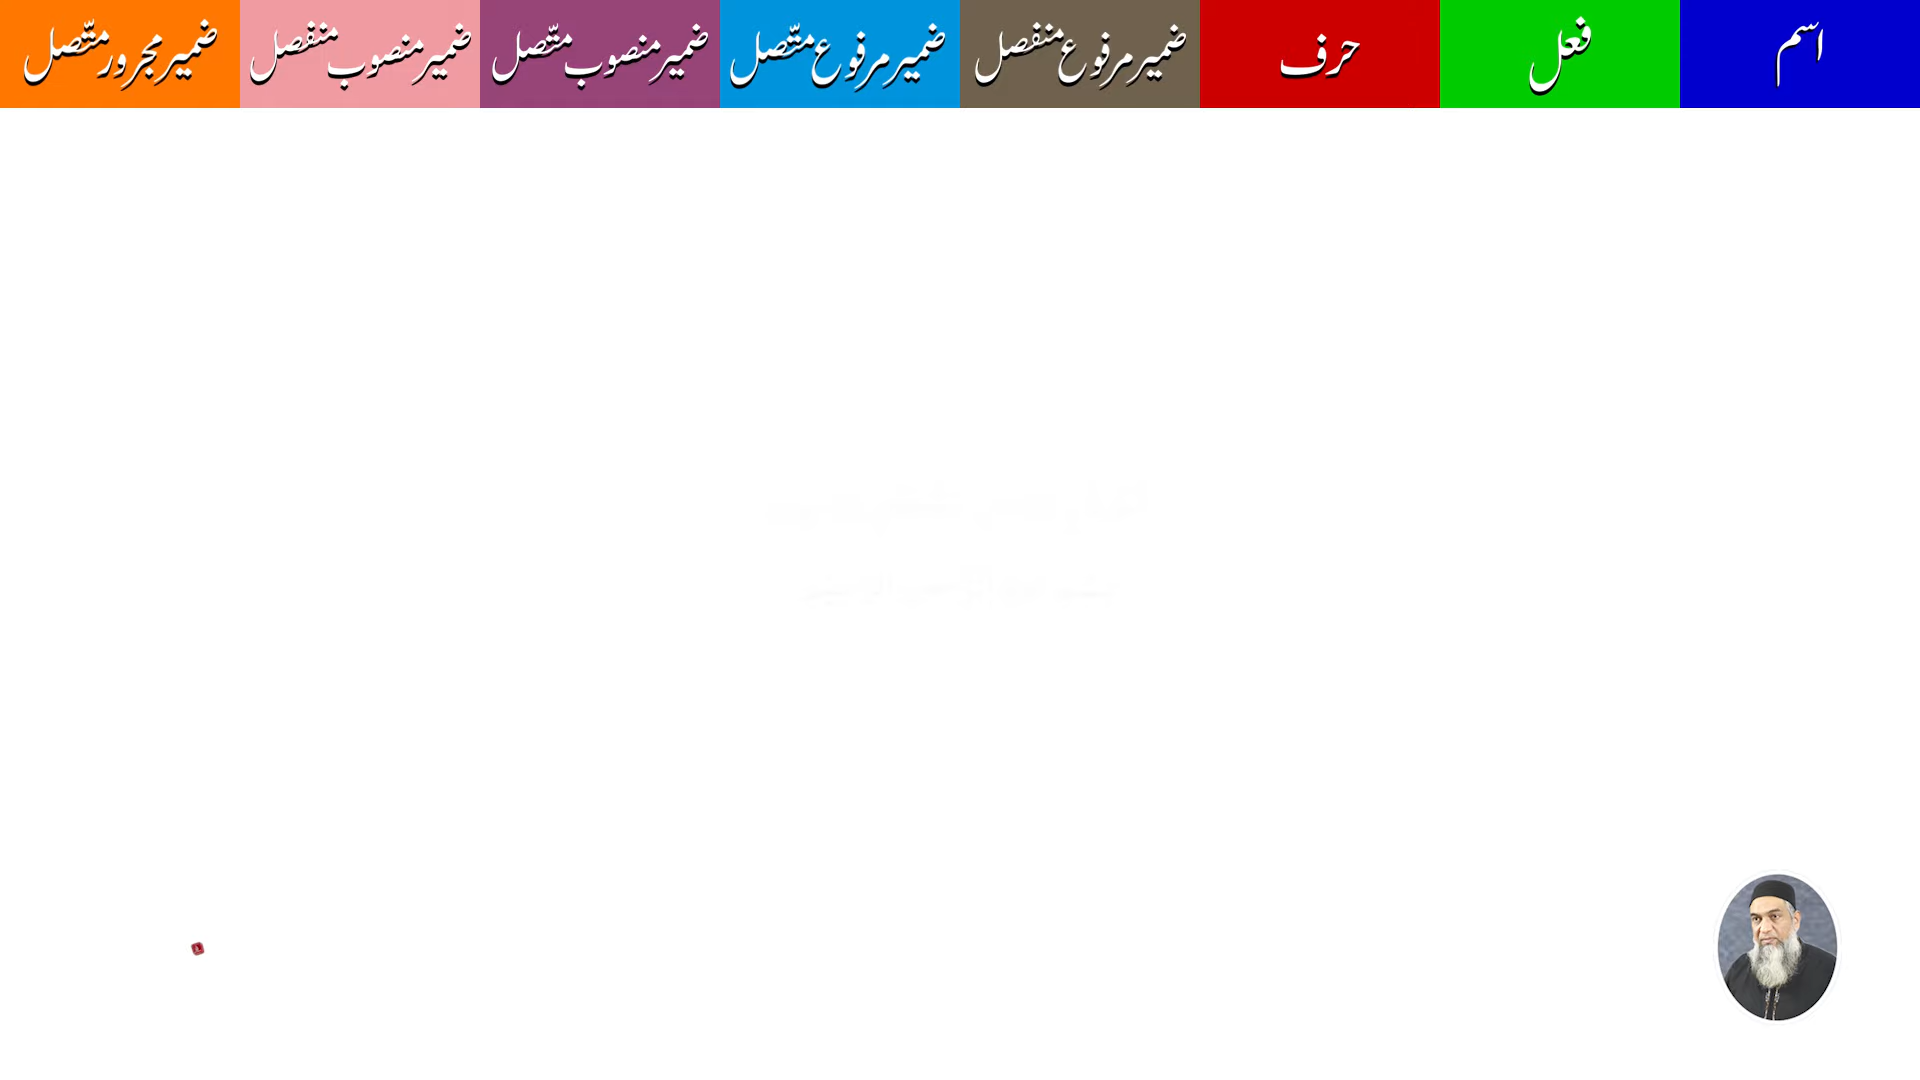 اسم
فعل
حرف
ضمیر مرفوع منفصل
ضمیر مرفوع متّصل
ضمیر منصوب متّصل
ضمیر منصوب منفصل
ضمیر مجرور متّصل